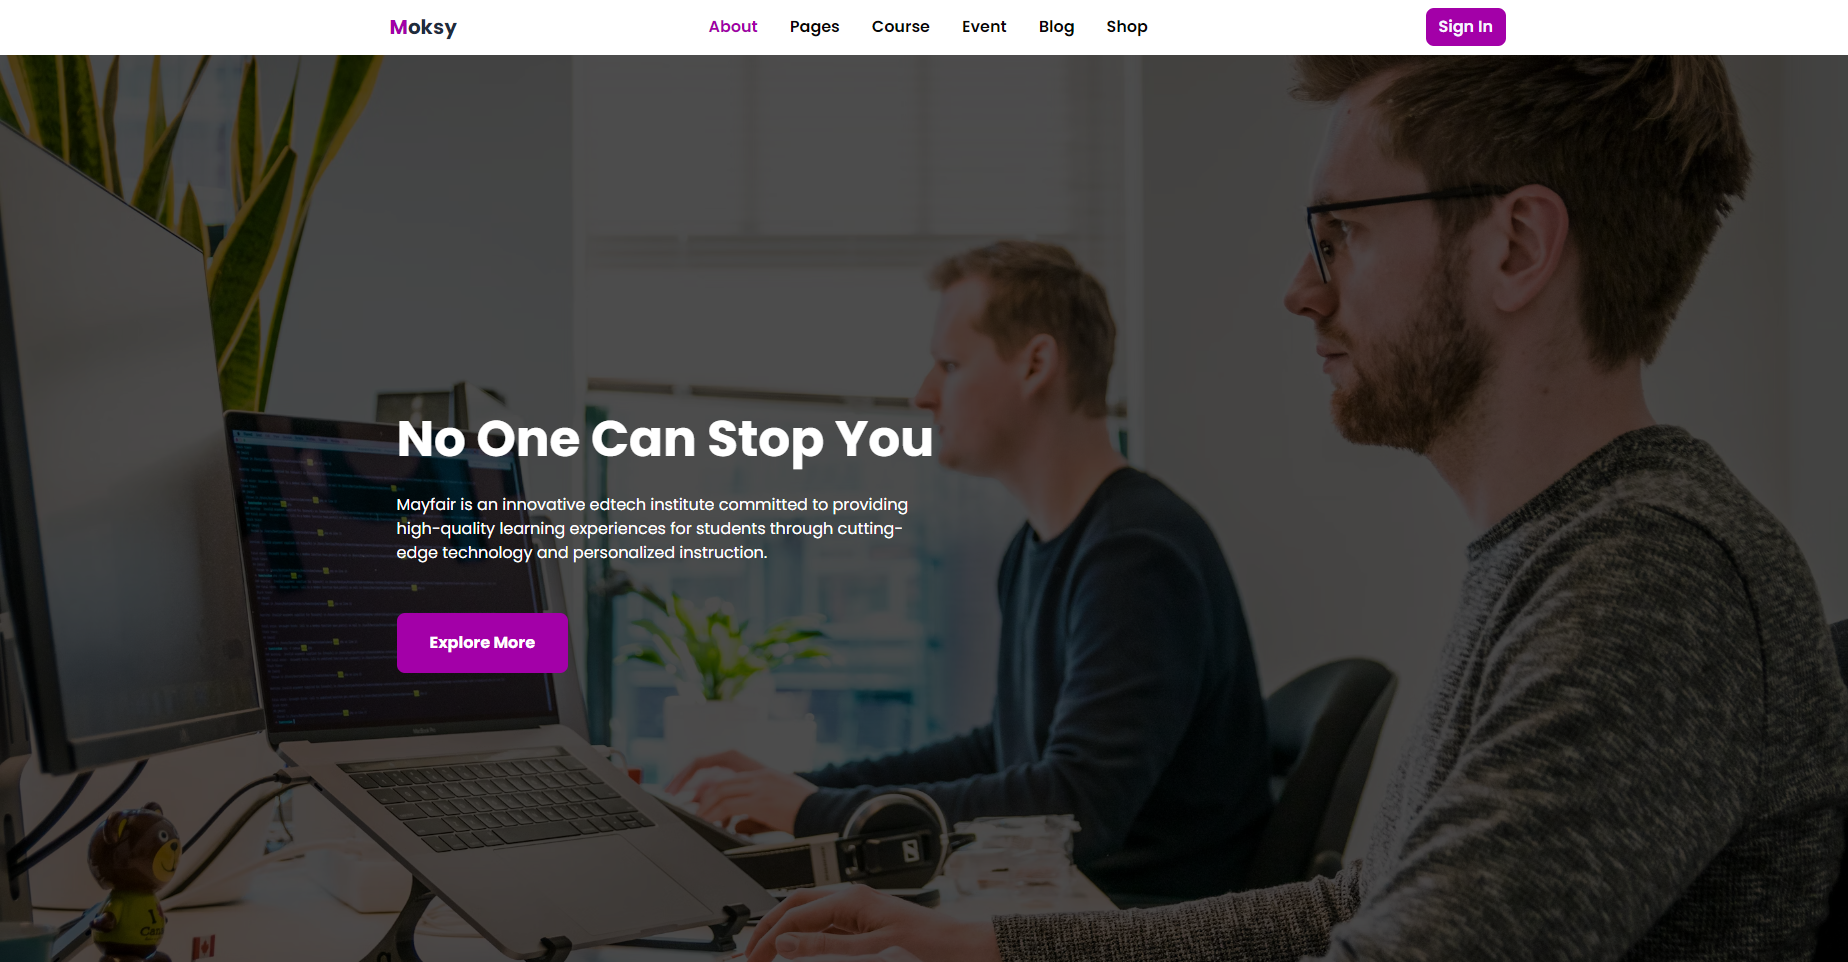 Moksy
About Pages Course Event Blog Shop
Sign In
No One Can Stop You
Mayfair is an innovative edtech institute committed to providing
high-quality learning experiences for students through cutting-
edge technology and personalized instruction.
Explore More